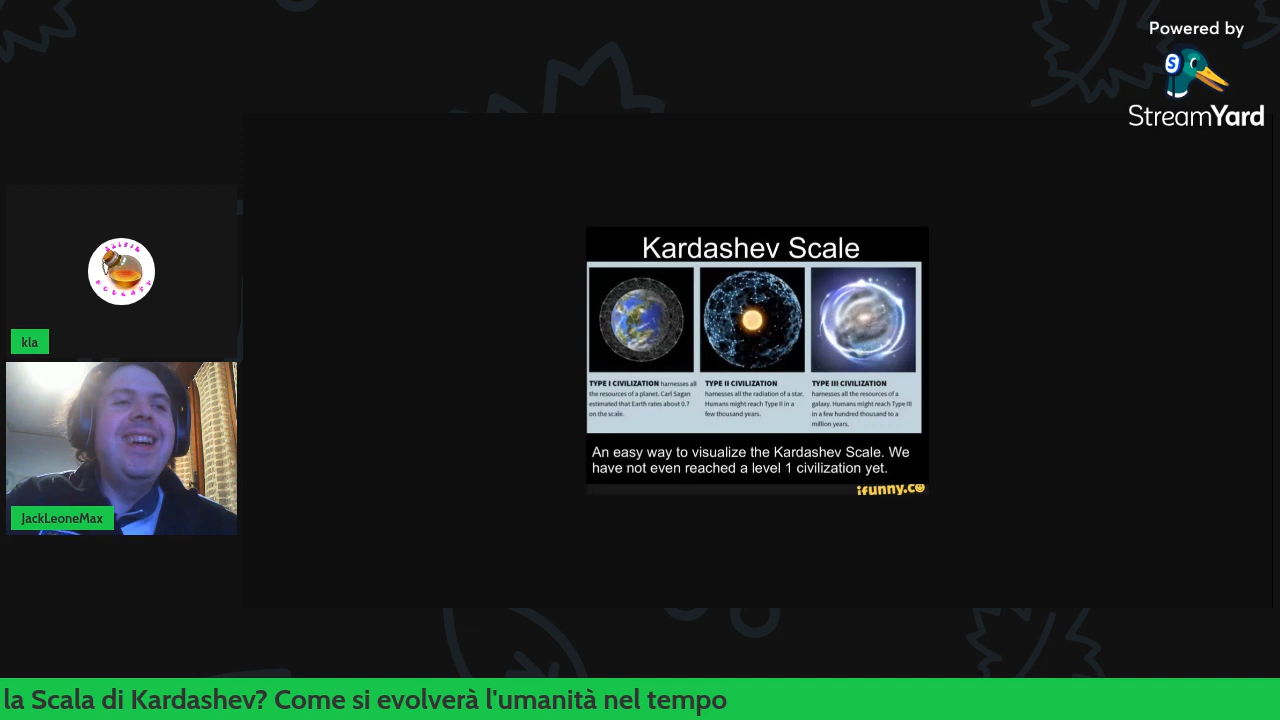 Powered by
S
StreamYard
kla
JackLeoneMax
Kardashev Scale
TYPE I CIVILIZATION harnesses all
the resources of a planet. Carl Sagan
estimated that Earth rates about 0.7
on the scale.
TYPE II CIVILIZATION
harnesses all the radiation of a star.
Humans might reach Type II in a
few thousand years.
TYPE III CIVILIZATION
harnesses all the resources of a
galaxy. Humans might reach Type III
in a few hundred thousand to a
million years.
An easy way to visualize the Kardashev Scale. We
have not even reached a level 1 civilization yet.
ifunny.co
la Scala di Kardashev? Come si evolverà l'umanità nel tempo